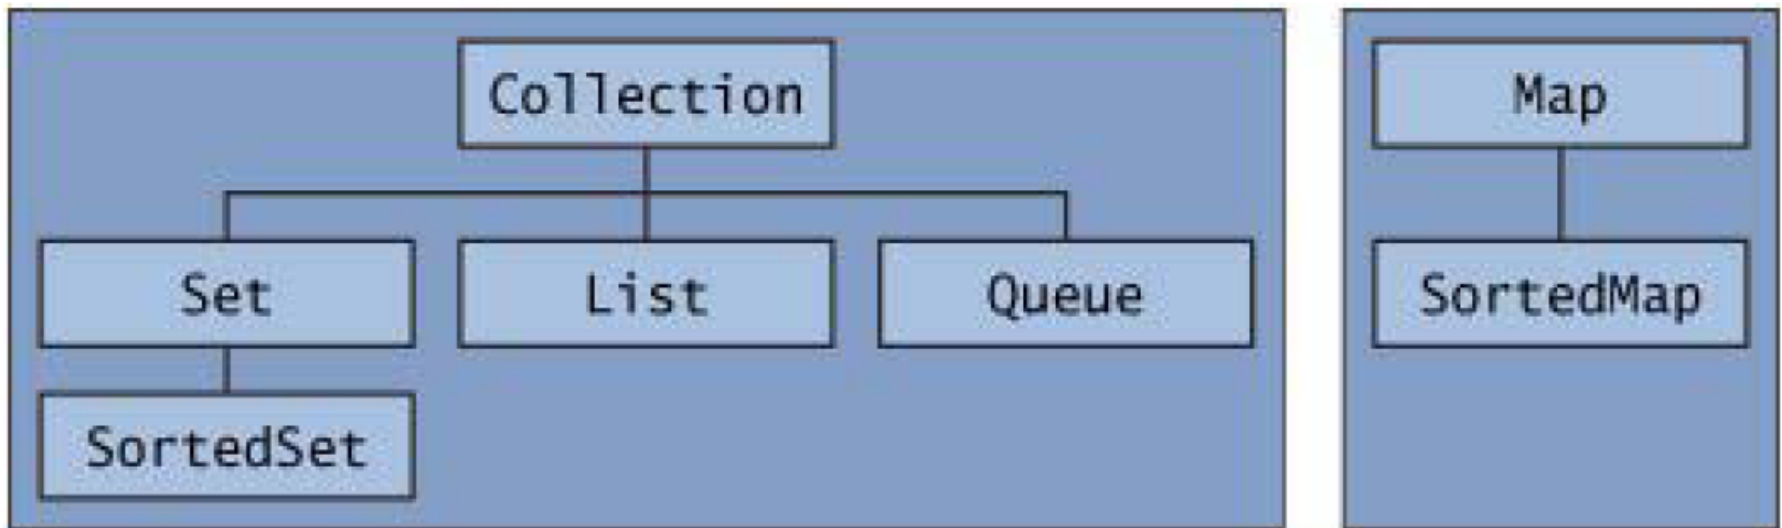 Collection
Map
Set
List
Queue
SortedMap
SortedSet